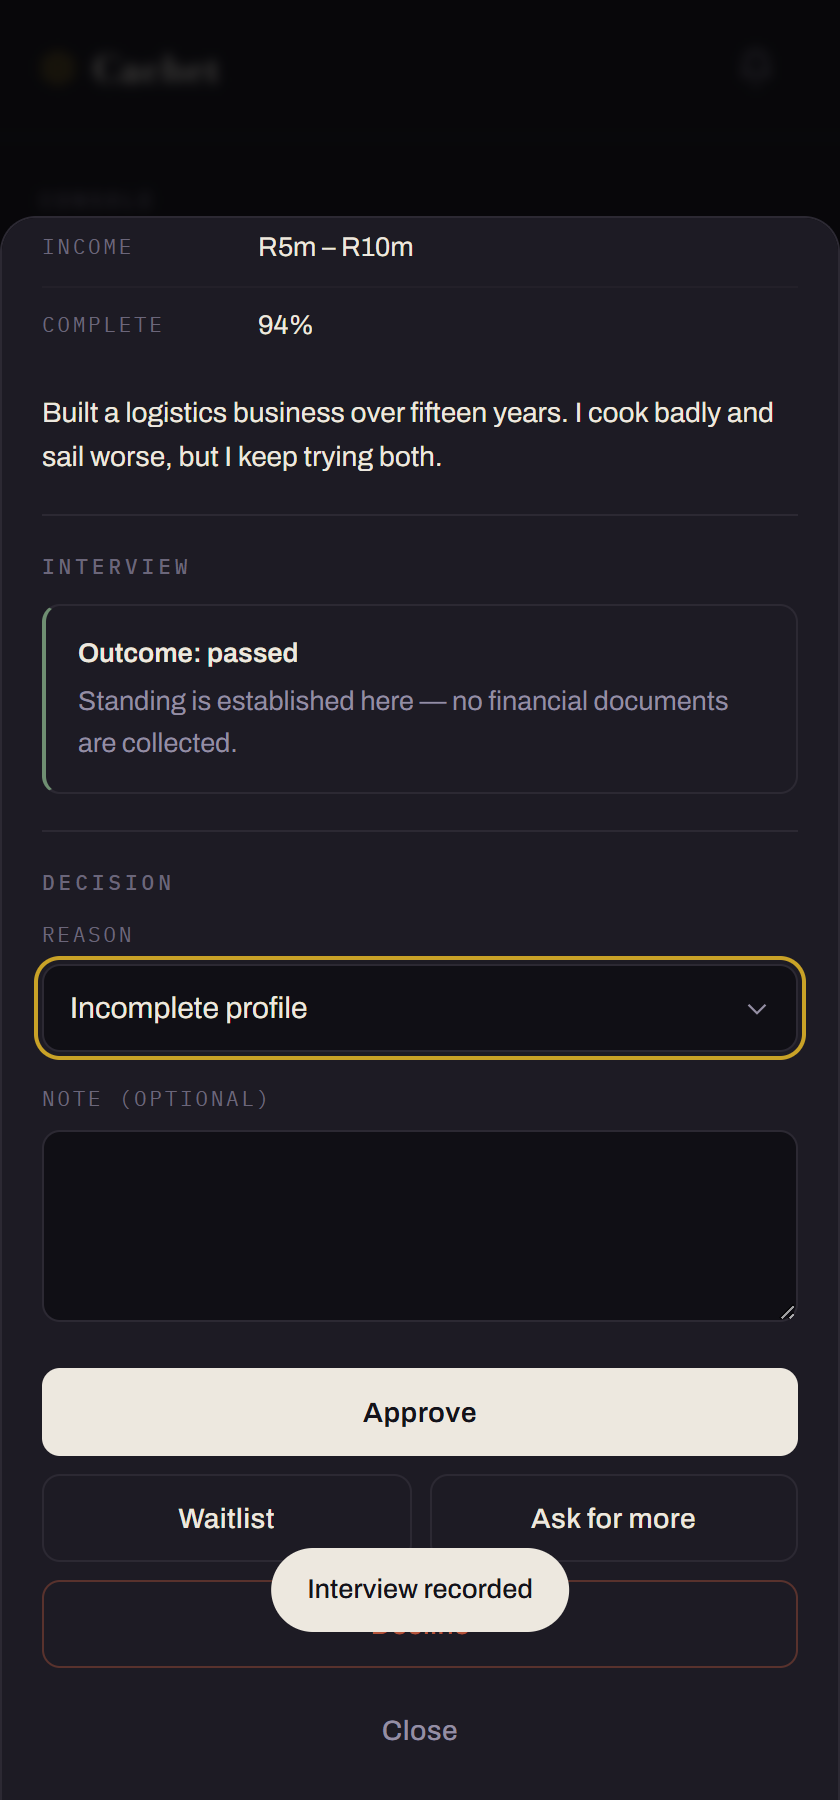 Cachet
INCOME
R5m – R10m
COMPLETE
94%
Built a logistics business over fifteen years. I cook badly and
sail worse, but I keep trying both.
INTERVIEW
Outcome: passed
Standing is established here — no financial documents
are collected.
DECISION
REASON
Incomplete profile
NOTE (OPTIONAL)
Approve
Waitlist
Ask for more
Interview recorded
Decline
Close